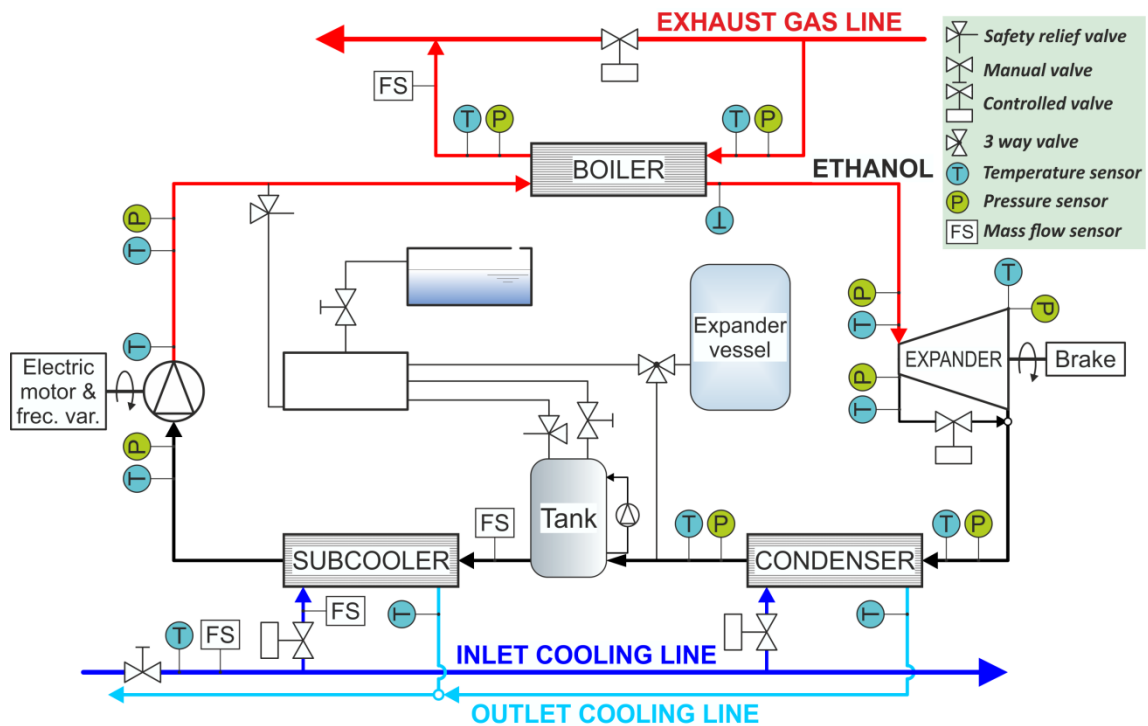 EXHAUST GAS LINE
Safety relief valve
Manual valve
Controlled valve
3 way valve
T Temperature sensor
P Pressure sensor
FS Mass flow sensor
FS
T
P
T
P
BOILER
ETHANOL
T
P
T
T
Electric
motor &
frec. var.
P
T
Expander
vessel
P
T
P
T
T
P
EXPANDER
Brake
Tank
FS
SUBCOOLER
T
P
CONDENSER
T
P
T
FS
FS
T
T
INLET COOLING LINE
OUTLET COOLING LINE